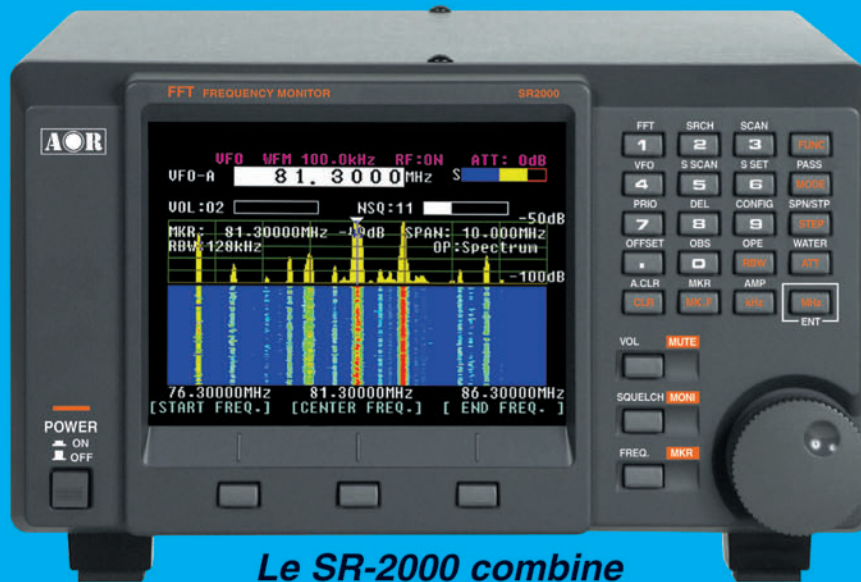 FFT FREQUENCY MONITOR SR2000
AOR
VFO WFM 100.0kHz RF:ON ATT: 0dB
VFO-A 81.3000MHz S
VOL:02 NSQ:11
-50dB
MKR: 81.30000MHz -49dB SPAN: 10.000MHz
RBW:128kHz OP:Spectrum
-100dB
76.30000MHz 81.30000MHz 86.30000MHz
[START FREQ.] [CENTER FREQ.] [ END FREQ. ]
POWER
ON
OFF
FFT SRCH SCAN
1 2 3 FUNC
VFO S SCAN S SET PASS
4 5 6 MODE
PRIO DEL CONFIG SPN/STP
7 8 9 STEP
OFFSET OBS OPE WATER
. 0 RBW ATT
A.CLR MKR AMP
CLR MK.F kHz MHz
ENT
VOL MUTE
SQUELCH MONI
FREQ. MKR
Le SR-2000 combine